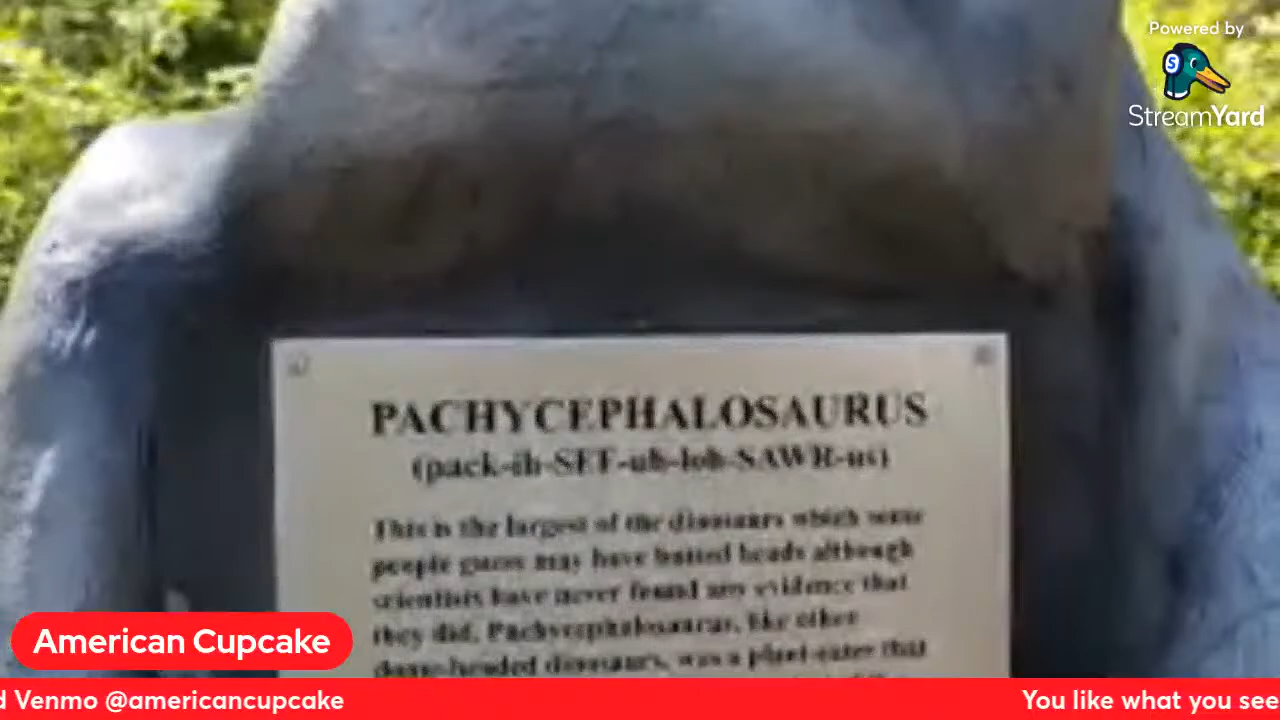 Powered by
StreamYard
PACHYCEPHALOSAURUS
(pack-ih-SEF-uh-loh-SAWR-us)
This is the largest of the dinosaurs which some
people guess may have butted heads although
scientists have never found any evidence that
they did. Pachycephalosaurus, like other
dome-headed dinosaurs, was a plant-eater that
American Cupcake
d Venmo @americancupcake
You like what you see